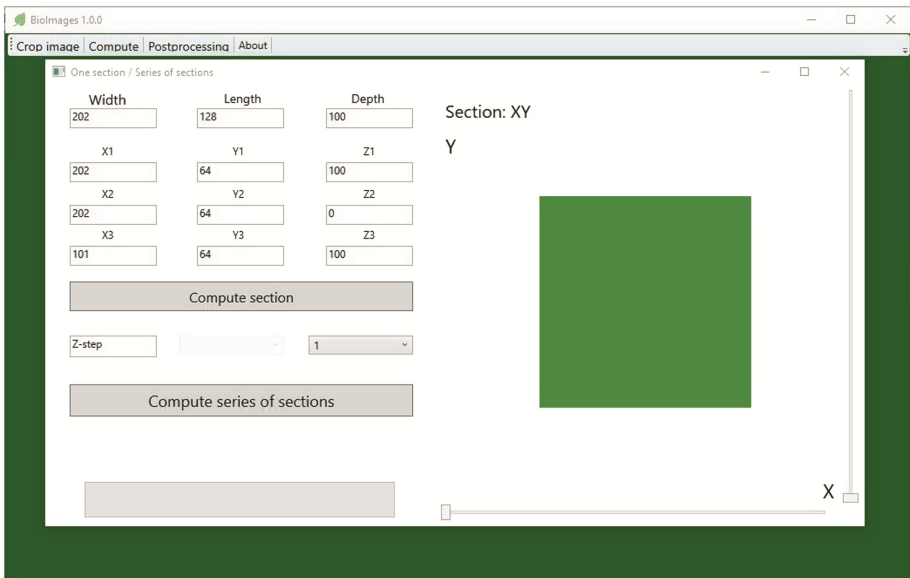 BioImages 1.0.0
Crop image Compute Postprocessing About
One section / Series of sections
Width Length Depth
202 128 100
X1 Y1 Z1
202 64 100
X2 Y2 Z2
202 64 0
X3 Y3 Z3
101 64 100
Compute section
Z-step 1
Compute series of sections
Section: XY
Y
X